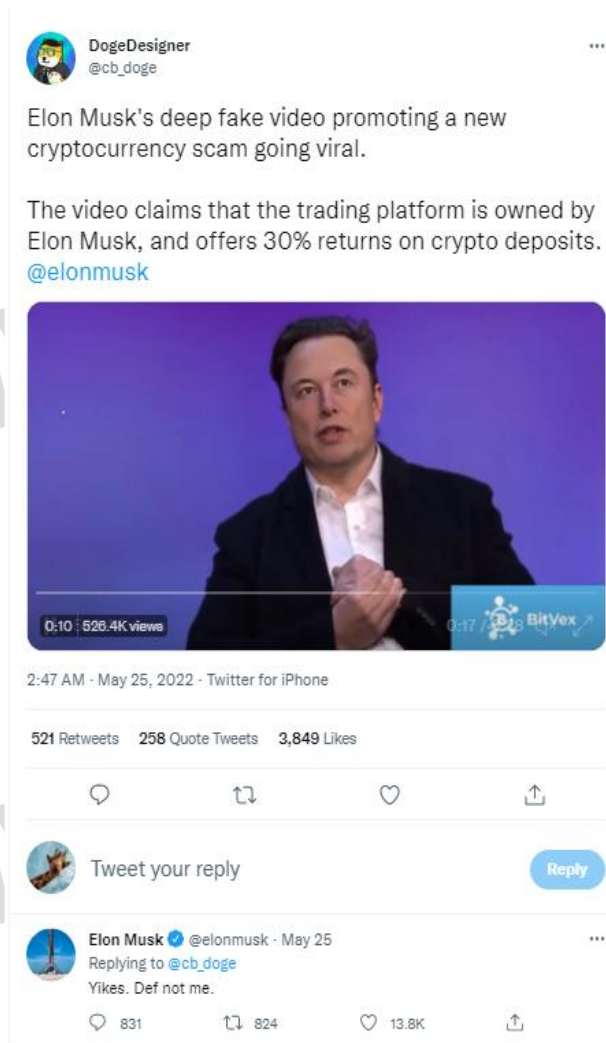 DogeDesigner
@cb_doge
Elon Musk's deep fake video promoting a new
cryptocurrency scam going viral.
The video claims that the trading platform is owned by
Elon Musk, and offers 30% returns on crypto deposits.
@elonmusk
0:10 526.4K views
0:17 /
BitVex
2:47 AM · May 25, 2022 · Twitter for iPhone
521 Retweets 258 Quote Tweets 3,849 Likes
Tweet your reply
Reply
Elon Musk @elonmusk · May 25
Replying to @cb_doge
Yikes. Def not me.
831 824 13.8K